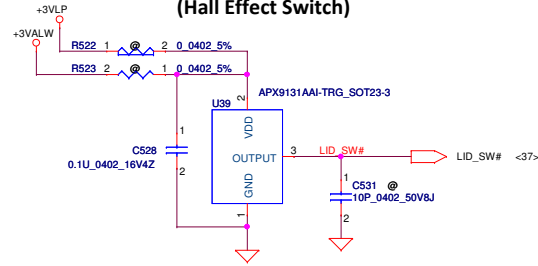 (Hall Effect Switch)
+3VLP
+3VALW
R522 1 @ 2 0_0402_5%
R523 2 @ 1 0_0402_5%
APX9131AAI-TRG_SOT23-3
U39
2
VDD
1
C528
0.1U_0402_16V4Z
2
OUTPUT
3
LID_SW#
LID_SW# <37>
GND
1
1
C531 @
10P_0402_50V8J
2